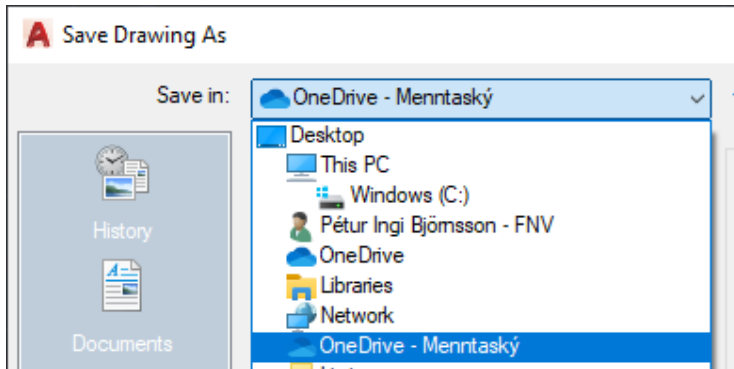 Save Drawing As
Save in:
OneDrive - Menntaský
Desktop
This PC
Windows (C:)
History
Pétur Ingi Björnsson - FNV
OneDrive
Libraries
Network
Documents
OneDrive - Menntaský